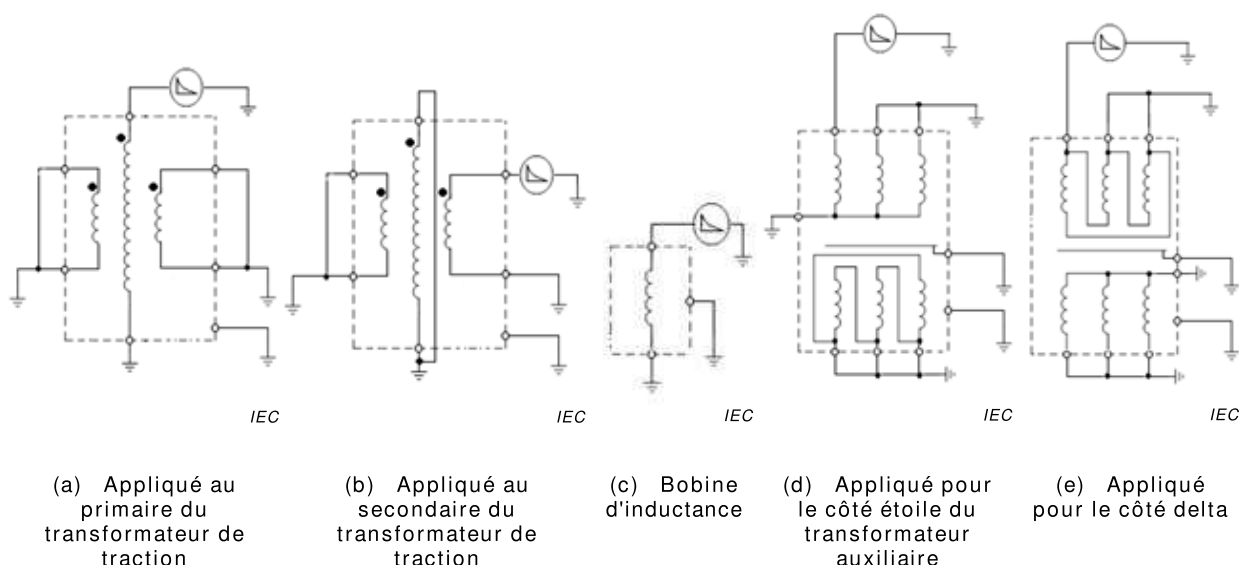 IEC
IEC
IEC
IEC
IEC
(a) Appliqué au
primaire du
transformateur de
traction
(b) Appliqué au
secondaire du
transformateur de
traction
(c) Bobine
d'inductance
(d) Appliqué pour
le côté étoile du
transformateur
auxiliaire
(e) Appliqué
pour le côté delta